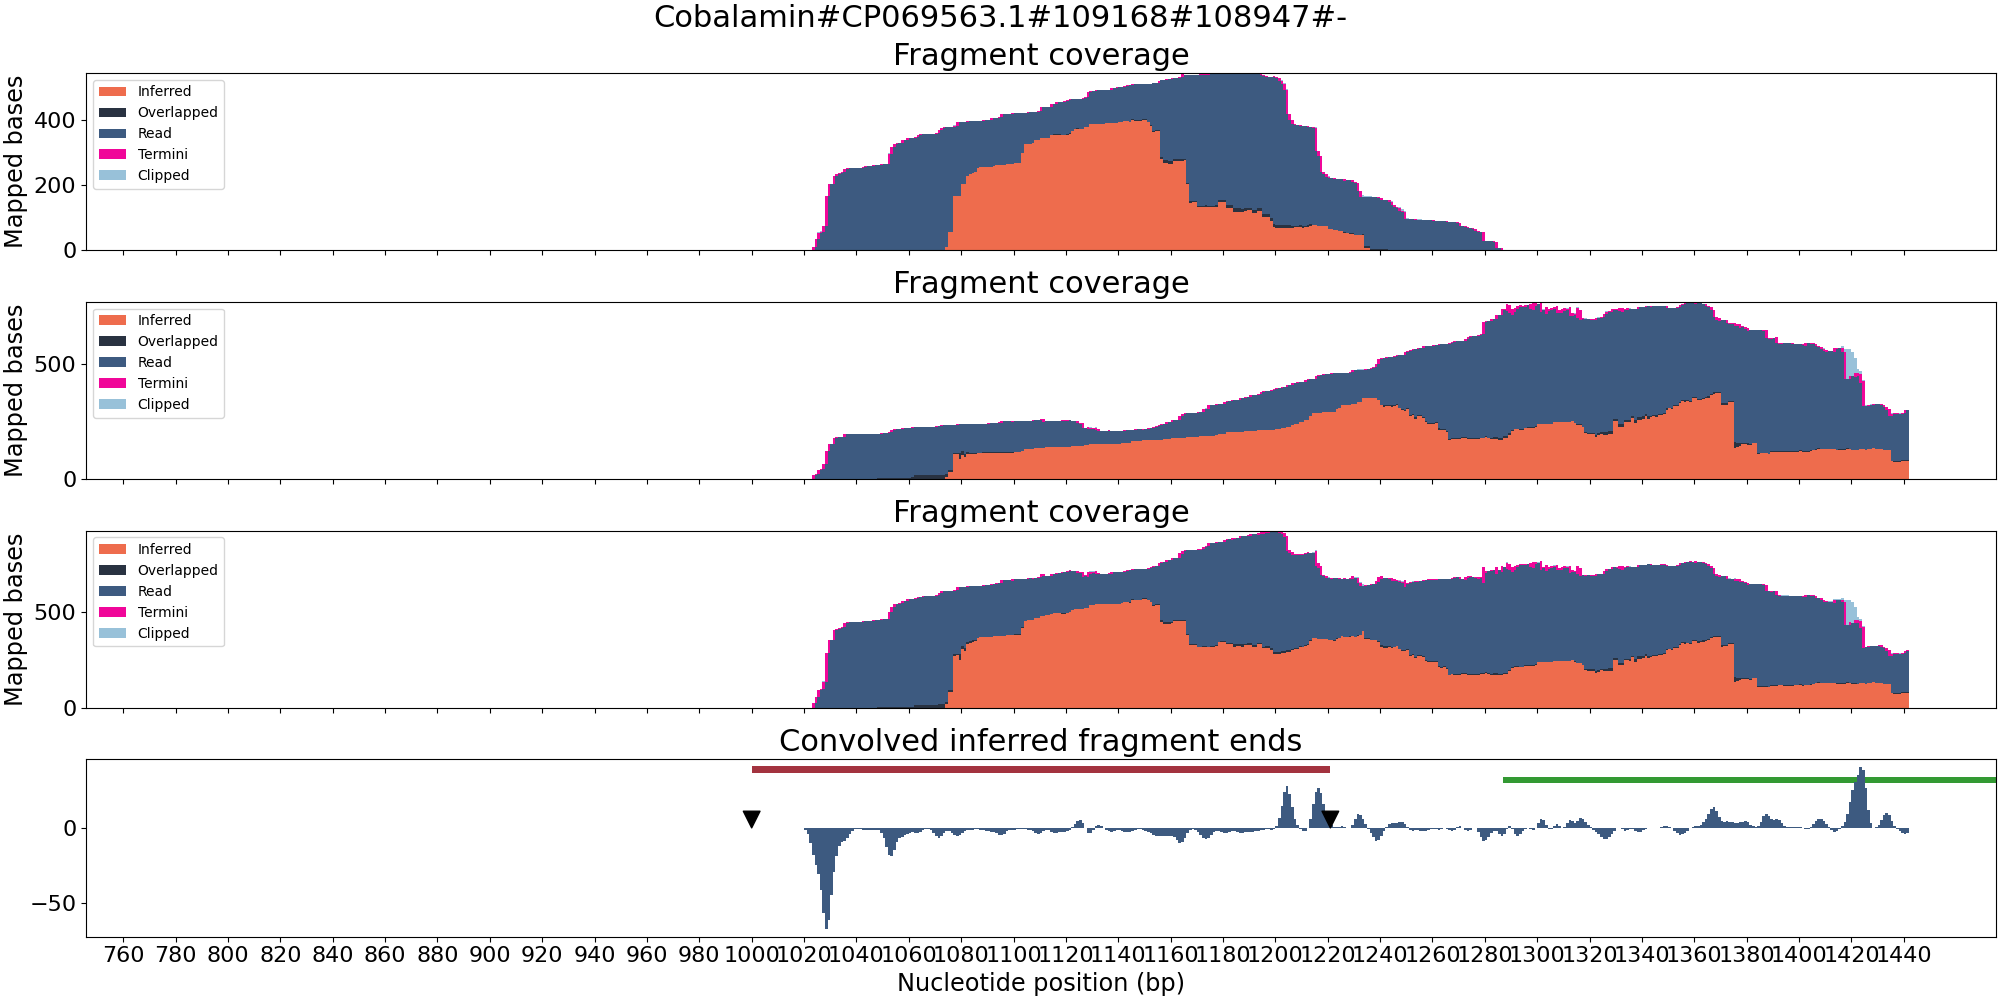 Cobalamin#CP069563.1#109168#108947#-
Fragment coverage
Mapped bases
400
200
0
Inferred
Overlapped
Read
Termini
Clipped
Fragment coverage
Mapped bases
500
0
Inferred
Overlapped
Read
Termini
Clipped
Fragment coverage
Mapped bases
500
0
Inferred
Overlapped
Read
Termini
Clipped
Convolved inferred fragment ends
0
−50
760 780 800 820 840 860 880 900 920 940 960 980 1000 1020 1040 1060 1080 1100 1120 1140 1160 1180 1200 1220 1240 1260 1280 1300 1320 1340 1360 1380 1400 1420 1440
Nucleotide position (bp)